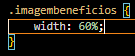 .imagembeneficios {
    width: 60%;
}